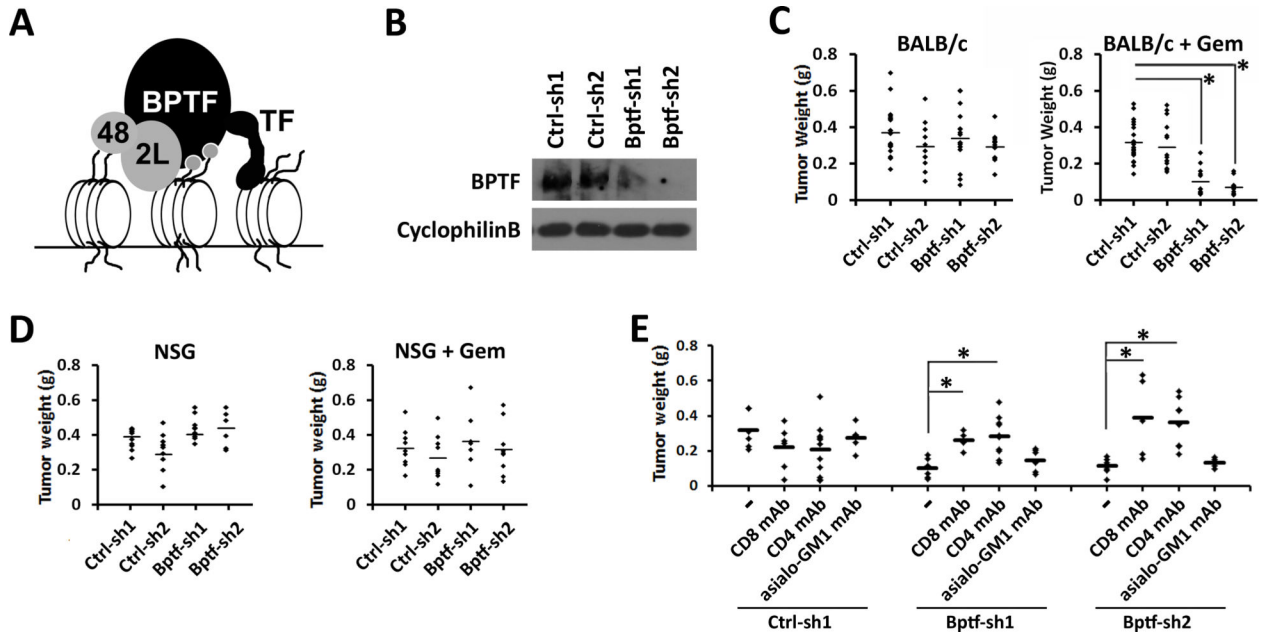 A
BPTF
TF
48
2L
B
Ctrl-sh1
Ctrl-sh2
Bptf-sh1
Bptf-sh2
BPTF
CyclophilinB
C
BALB/c
Tumor Weight (g)
0.8
0.6
0.4
0.2
0
Ctrl-sh1
Ctrl-sh2
Bptf-sh1
Bptf-sh2
BALB/c + Gem
Tumor Weight (g)
0.8
0.6
0.4
0.2
0
*
*
Ctrl-sh1
Ctrl-sh2
Bptf-sh1
Bptf-sh2
D
NSG
Tumor weight (g)
0.8
0.6
0.4
0.2
0
Ctrl-sh1
Ctrl-sh2
Bptf-sh1
Bptf-sh2
NSG + Gem
Tumor weight (g)
0.8
0.6
0.4
0.2
0
Ctrl-sh1
Ctrl-sh2
Bptf-sh1
Bptf-sh2
E
Tumor weight (g)
0.8
0.6
0.4
0.2
0
*
*
*
*
-
CD8 mAb
CD4 mAb
asialo-GM1 mAb
-
CD8 mAb
CD4 mAb
asialo-GM1 mAb
-
CD8 mAb
CD4 mAb
asialo-GM1 mAb
Ctrl-sh1
Bptf-sh1
Bptf-sh2